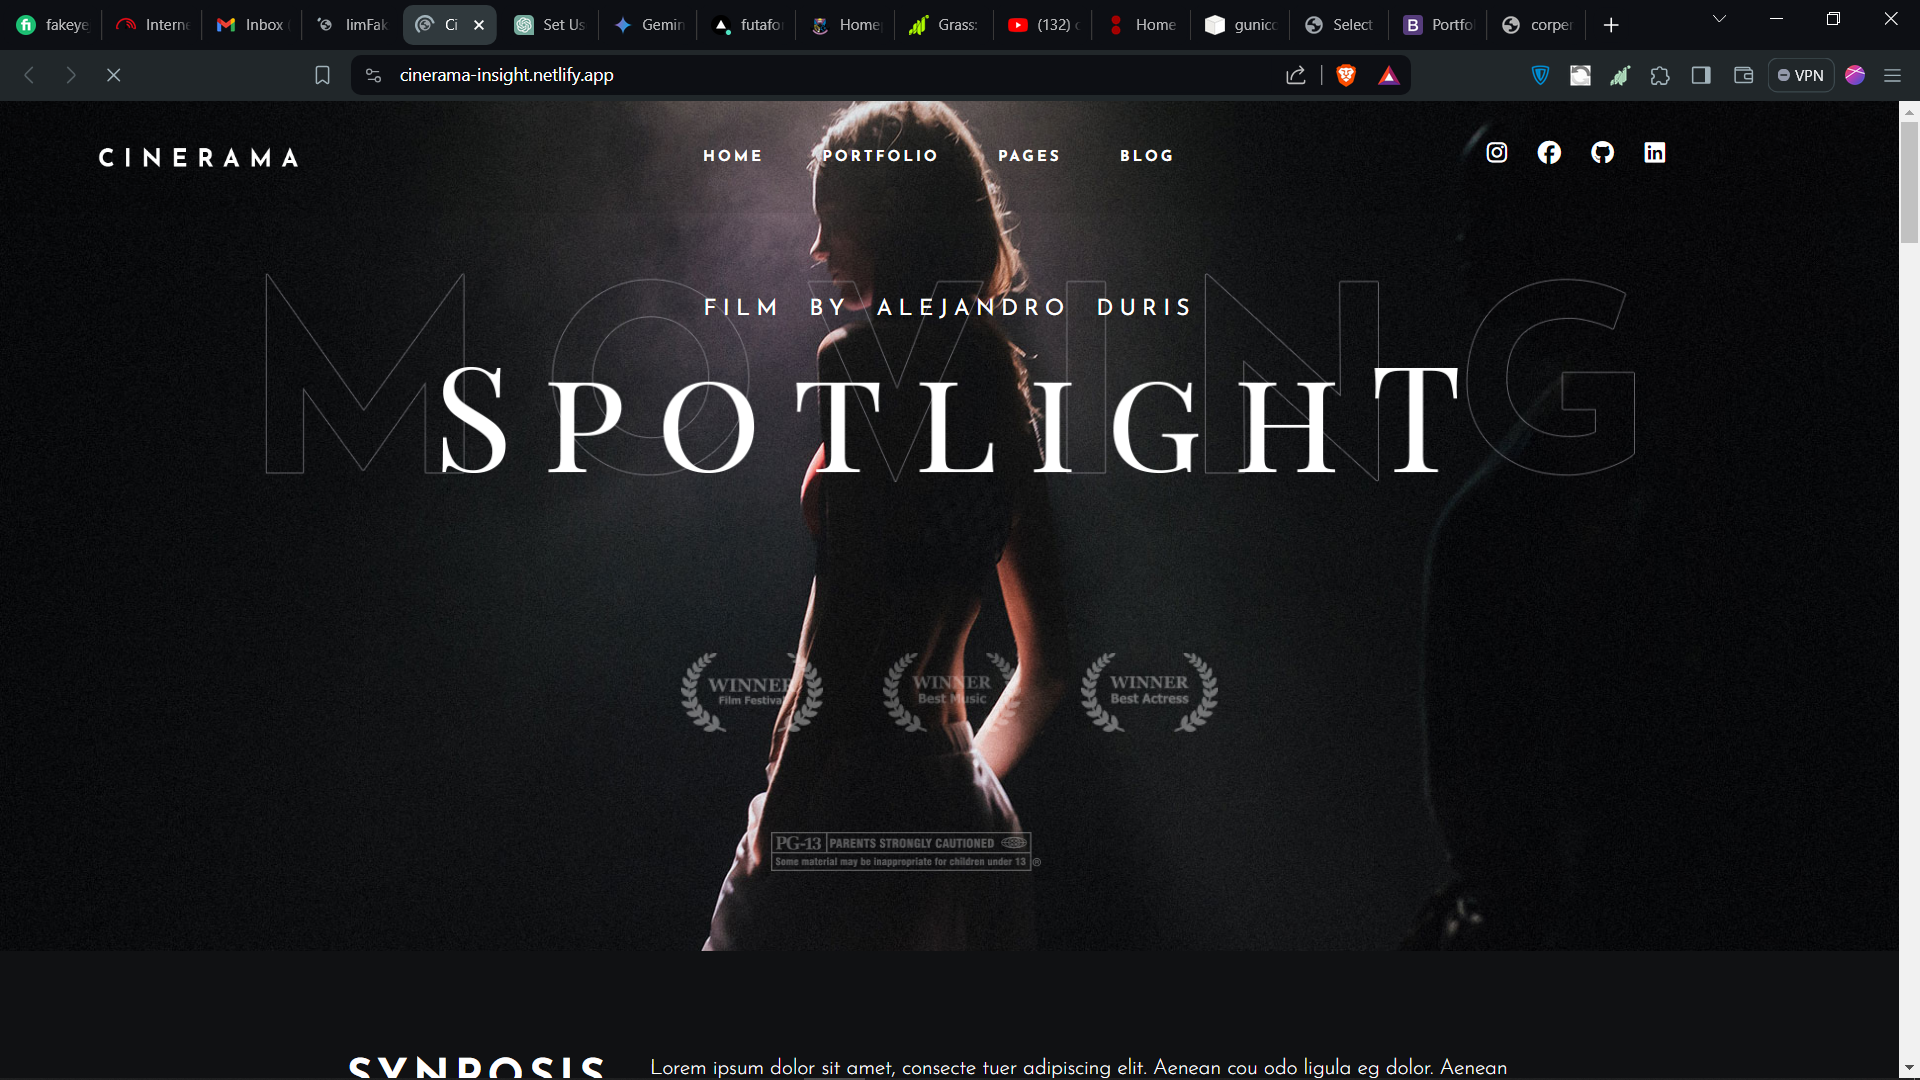 fakeye
Intern
Inbox
limFak
Ci
Set Us
Gemin
futafo
Home
Grass:
(132)
Home
gunico
Select
Portfo
corper
cinerama-insight.netlify.app
VPN
CINERAMA
HOME
PORTFOLIO
PAGES
BLOG
MOVING
FILM BY ALEJANDRO DURIS
SPOTLIGHT
WINNER
Film Festival
WINNER
Best Music
WINNER
Best Actress
PG-13 PARENTS STRONGLY CAUTIONED
Some material may be inappropriate for children under 13 ®
SYNPOSIS
Lorem ipsum dolor sit amet, consecte tuer adipiscing elit. Aenean cou odo ligula eg dolor. Aenean